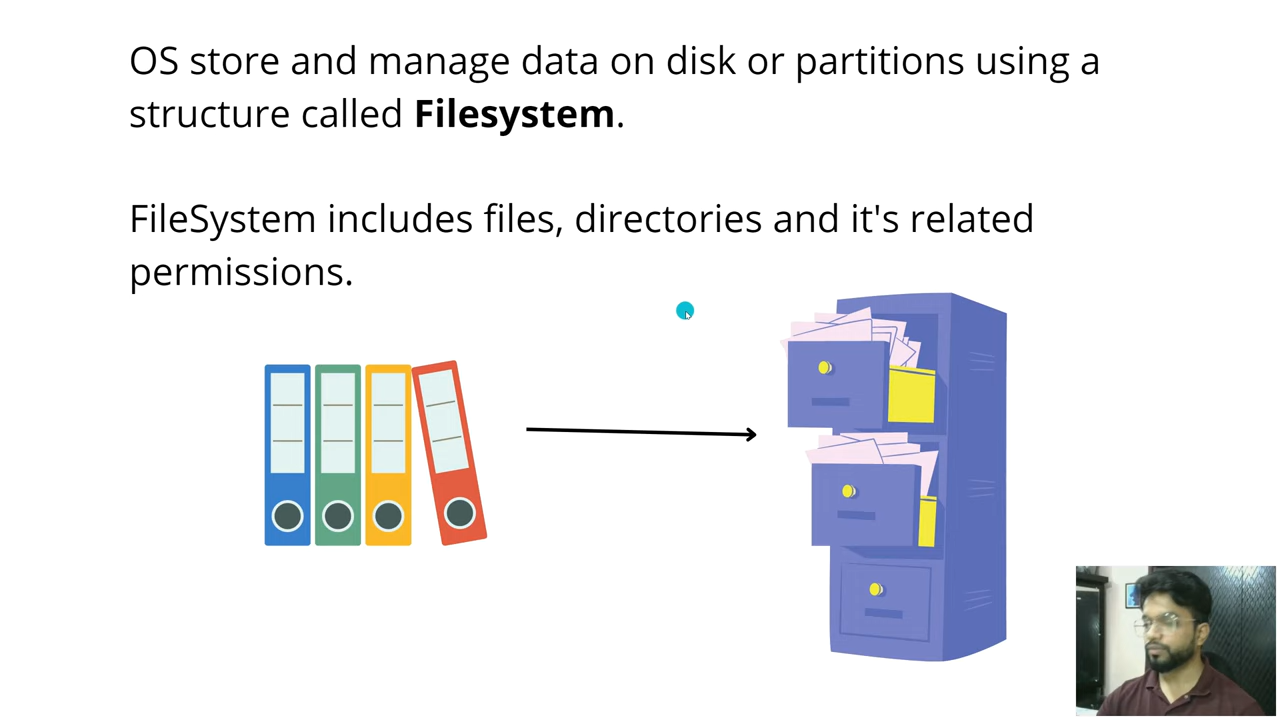 OS store and manage data on disk or partitions using a
structure called Filesystem.
FileSystem includes files, directories and it's related
permissions.